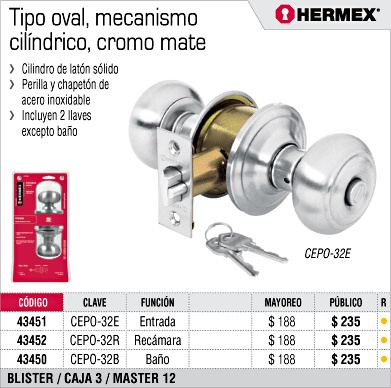 Tipo oval, mecanismo
cilíndrico, cromo mate
HERMEX®
Cilindro de latón sólido
Perilla y chapetón de
acero inoxidable
Incluyen 2 llaves
excepto baño
HERMEX
CEPO-32E
CÓDIGO CLAVE FUNCIÓN MAYOREO PÚBLICO R
43451 CEPO-32E Entrada $ 188 $ 235
43452 CEPO-32R Recámara $ 188 $ 235
43450 CEPO-32B Baño $ 188 $ 235
BLISTER / CAJA 3 / MASTER 12